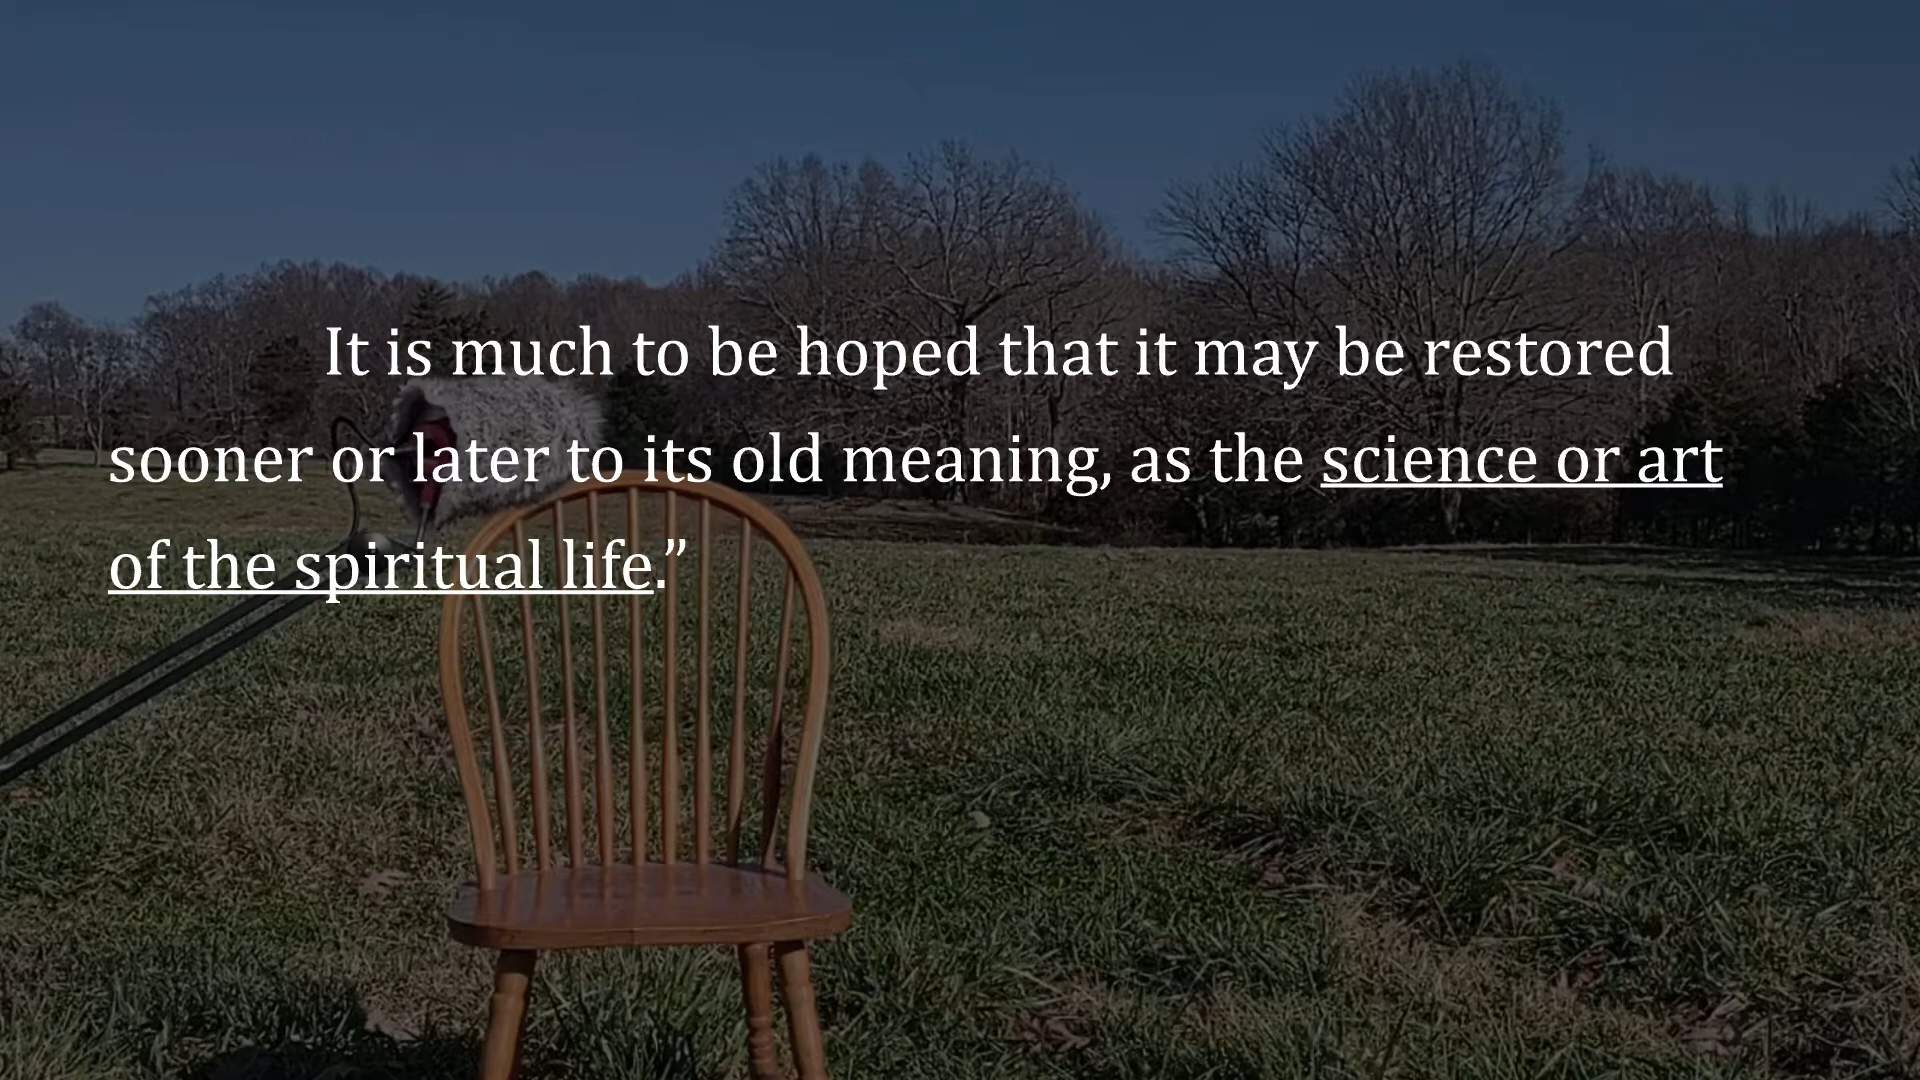 It is much to be hoped that it may be restored
sooner or later to its old meaning, as the science or art
of the spiritual life.”